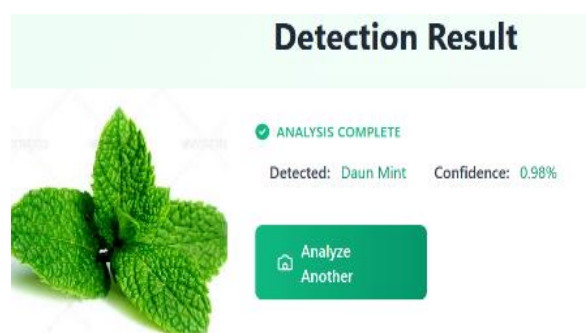 Detection Result
ANALYSIS COMPLETE
Detected: Daun Mint Confidence: 0.98%
Analyze
Another